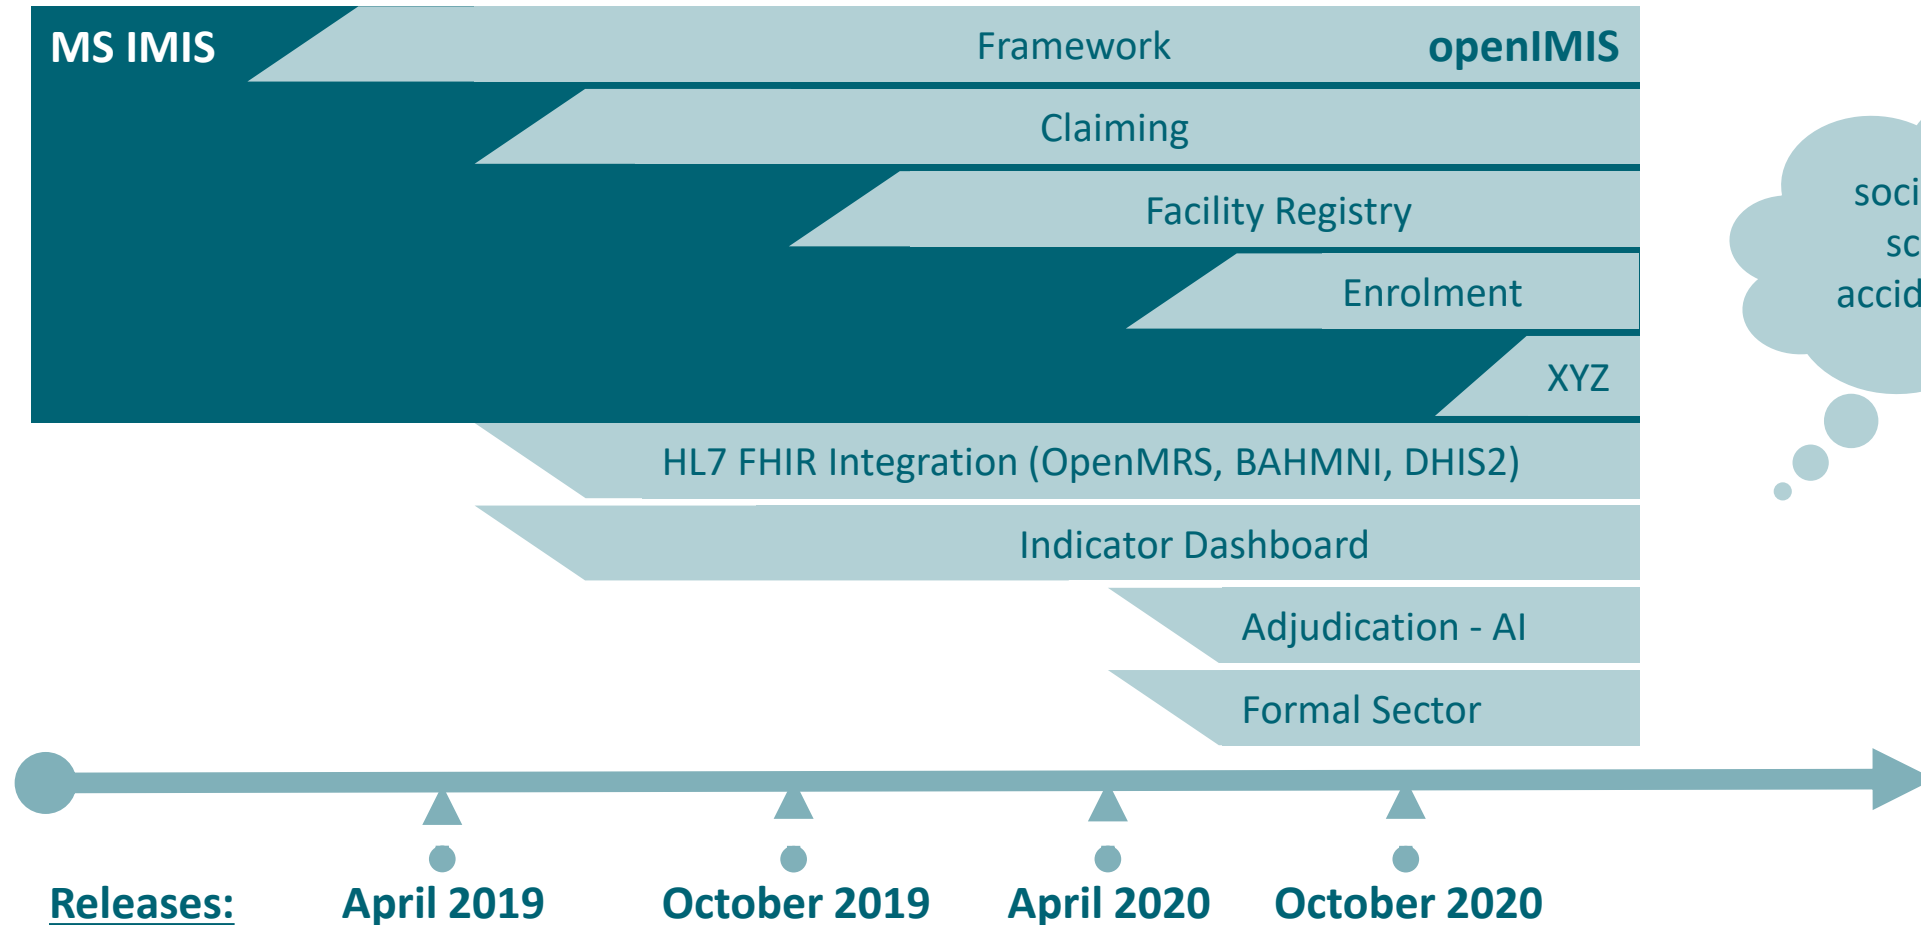 MS IMIS
Framework
openIMIS
Claiming
Facility Registry
Enrolment
XYZ
HL7 FHIR Integration (OpenMRS, BAHMNI, DHIS2)
Indicator Dashboard
Adjudication - AI
Formal Sector
Releases:
April 2019
October 2019
April 2020
October 2020